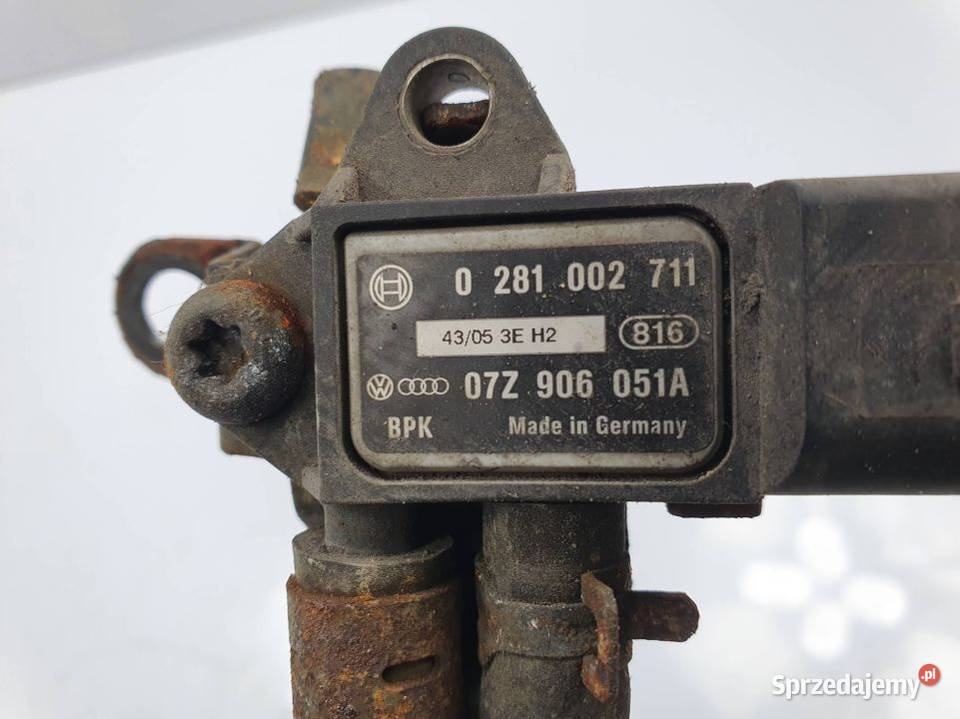 0 281 002 711
43/05 3E H2 816
07Z 906 051A
BPK Made in Germany
Sprzedajemy.pl